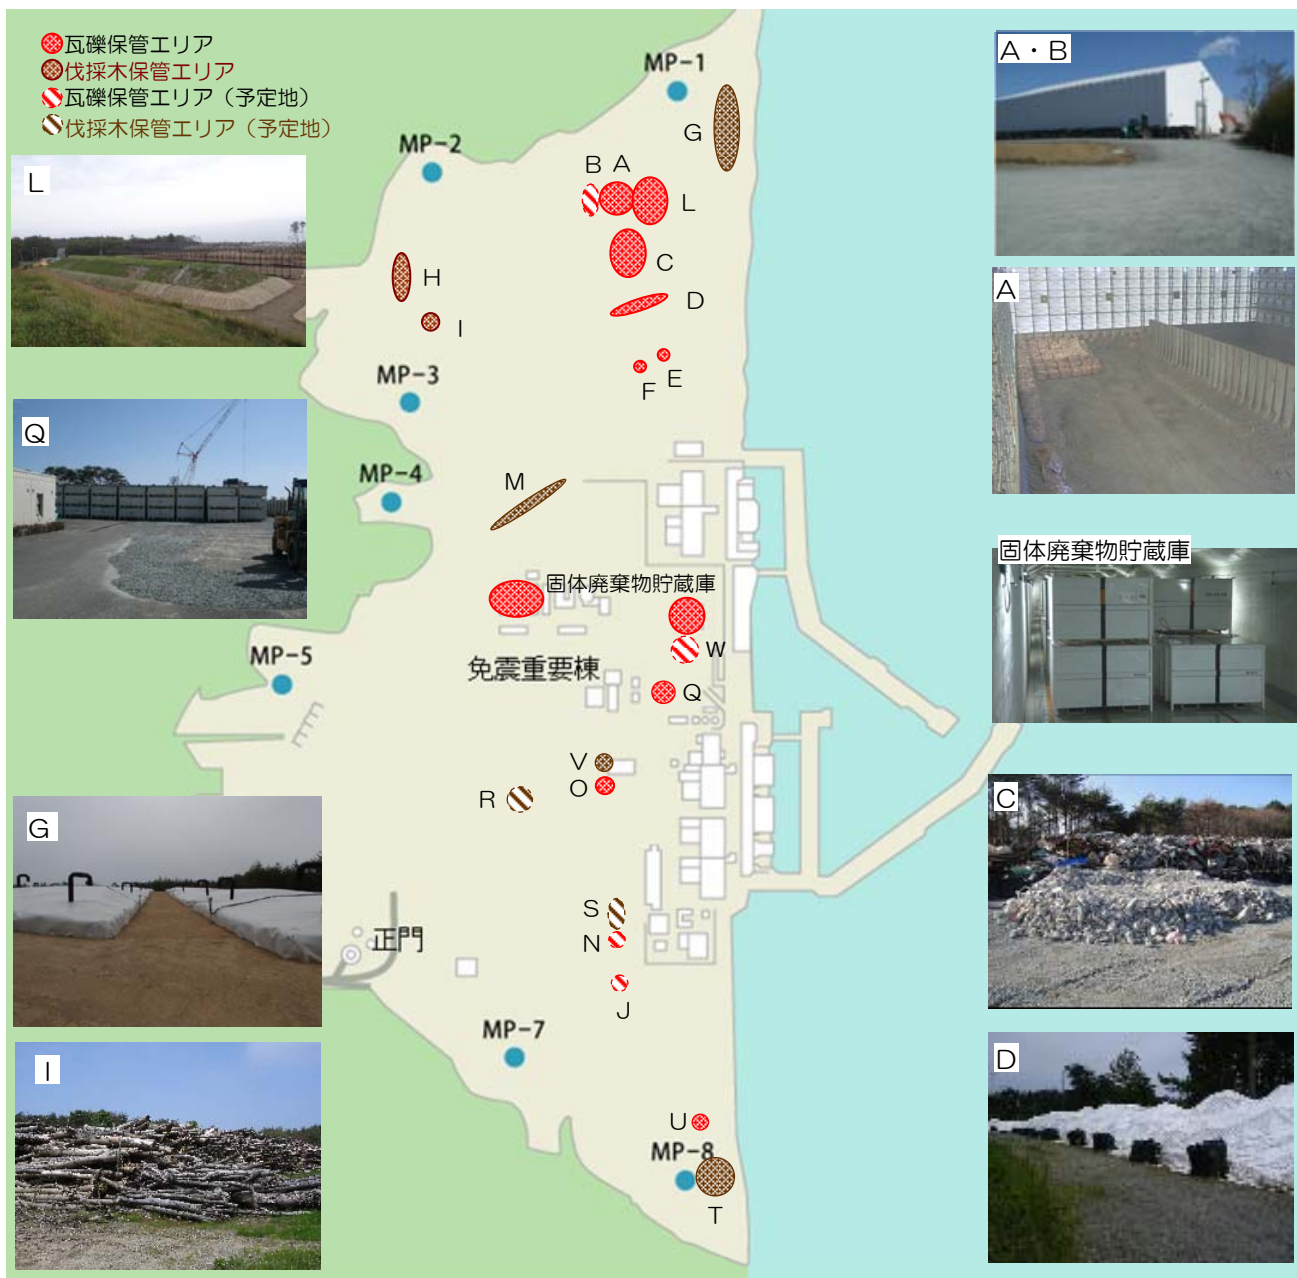 瓦礫保管エリア
伐採木保管エリア
瓦礫保管エリア（予定地）
伐採木保管エリア（予定地）
MP-1
A・B
G
MP-2
B
A
L
L
C
H
D
A
I
E
F
MP-3
Q
MP-4
M
固体廃棄物貯蔵庫
固体廃棄物貯蔵庫
W
MP-5
免震重要棟
Q
V
O
R
C
G
S
N
正門
J
MP-7
D
I
U
MP-8
T